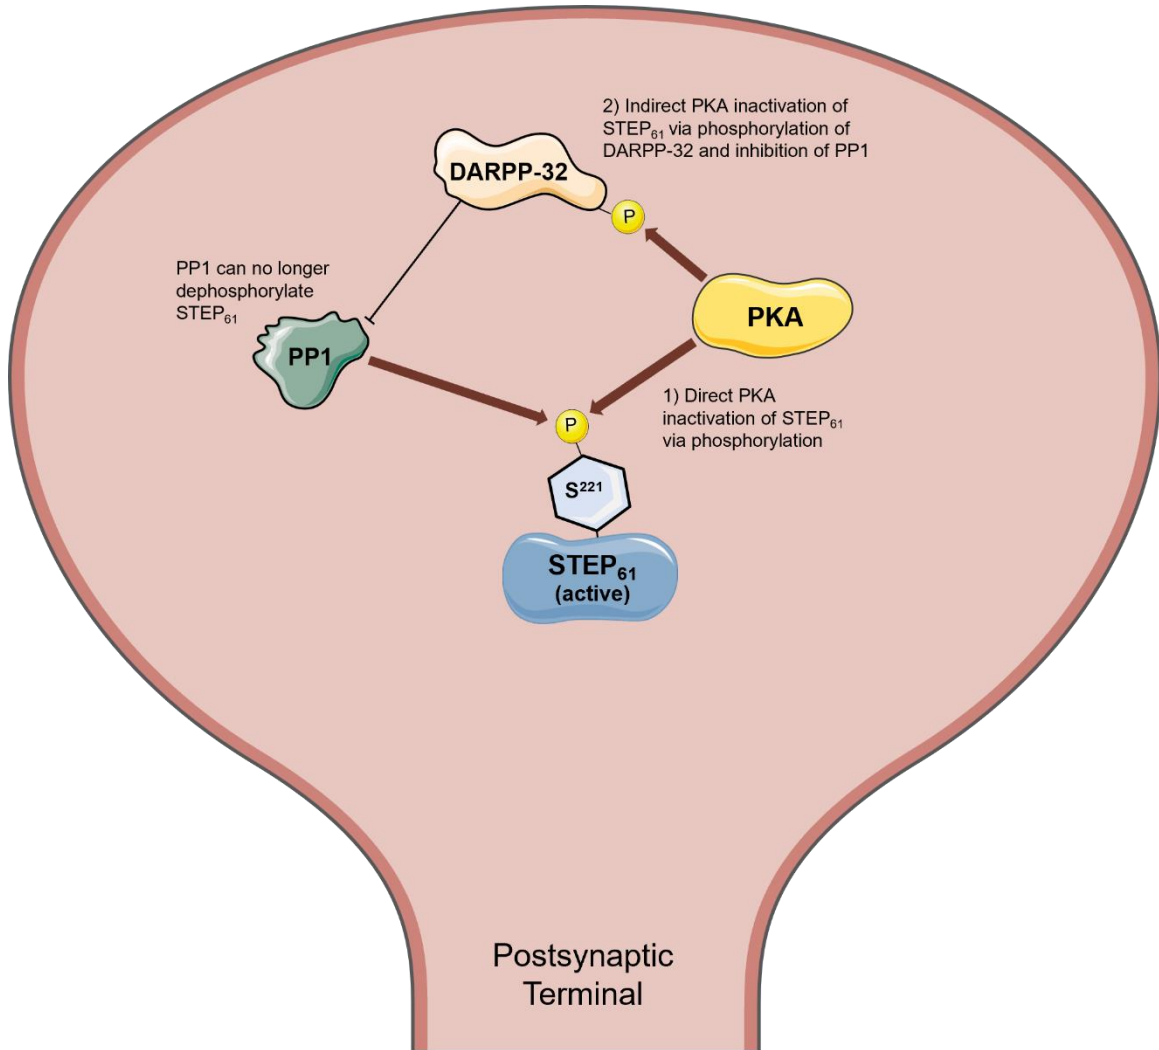 2) Indirect PKA inactivation of
STEP₆₁ via phosphorylation of
DARPP-32 and inhibition of PP1
DARPP-32
P
PP1 can no longer
dephosphorylate
STEP₆₁
PKA
PP1
1) Direct PKA
inactivation of STEP₆₁
via phosphorylation
P
S²²¹
STEP₆₁
(active)
Postsynaptic
Terminal